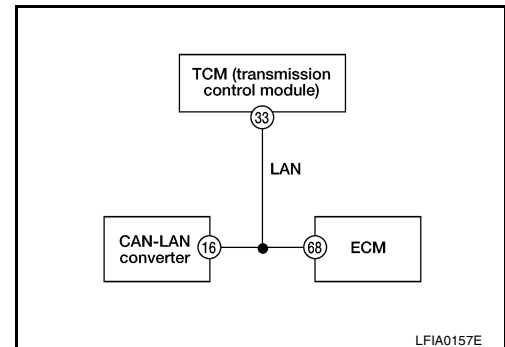 TCM (transmission
control module)
33
LAN
CAN-LAN
converter
16
68
ECM
LFIA0157E